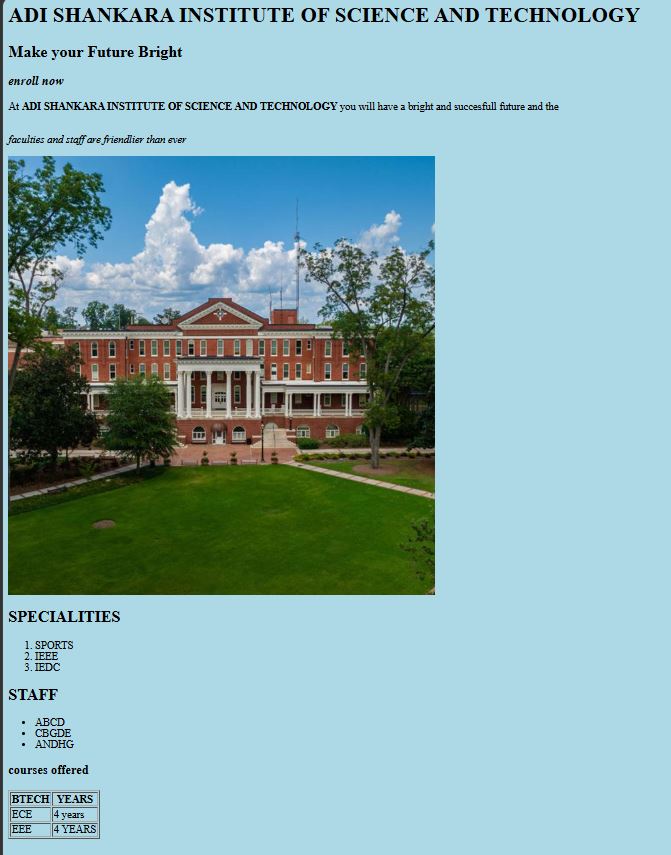 ADI SHANKARA INSTITUTE OF SCIENCE AND TECHNOLOGY
Make your Future Bright
enroll now
At ADI SHANKARA INSTITUTE OF SCIENCE AND TECHNOLOGY you will have a bright and succesfull future and the
faculties and staff are friendlier than ever
SPECIALITIES
1. SPORTS
2. IEEE
3. IEDC
STAFF
• ABCD
• CBGDE
• ANDHG
courses offered
BTECH YEARS
ECE 4 years
EEE 4 YEARS